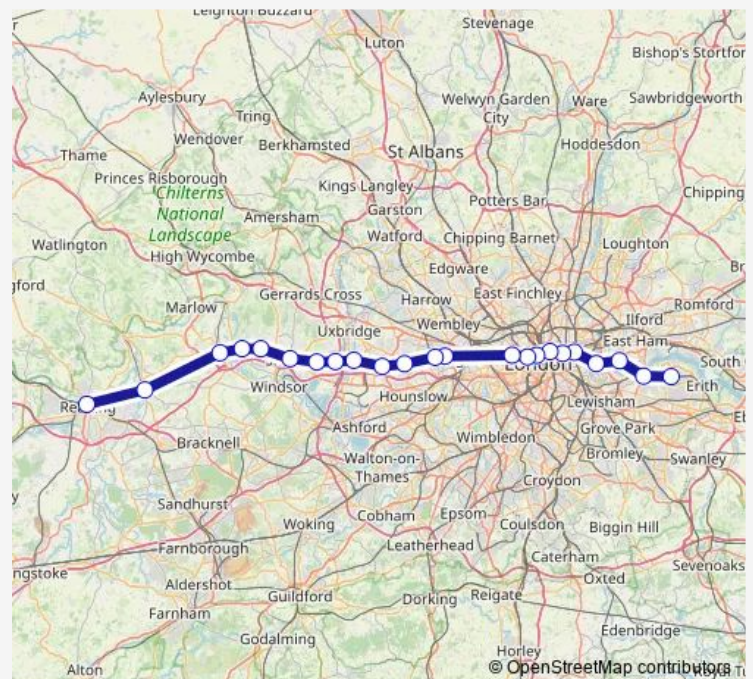 Leighton Buzzard
Stevenage
Luton
Bishop's Stortfor
Aylesbury
Welwyn Garden
City
Ware
Sawbridgeworth
Tring
Wendover
Berkhamsted
St Albans
Hoddesdon
Thame
Princes Risborough
Chilterns
National
Landscape
Kings Langley
Garston
Potters Bar
Chipping
Amersham
Watford
Chipping Barnet
Loughton
Watlington
High Wycombe
Edgware
gford
Gerrards Cross
Harrow
East Finchley
Romford
Marlow
Uxbridge
Wembley
Ilford
East Ham
South
London
Windsor
Hounslow
Erith
Lewisham
Ashford
Grove Park
Bracknell
Wimbledon
Bromley
Swanley
Walton-on-
Thames
Croydon
Sandhurst
Cobham
Epsom
Woking
Coulsdon
Biggin Hill
Farnborough
Leatherhead
Caterham
ngstoke
Oxted
Sevenoaks
Aldershot
Guildford
Dorking
Reigate
Farnham
Edenbridge
Godalming
Horley
Alton
© OpenStreetMap contributors